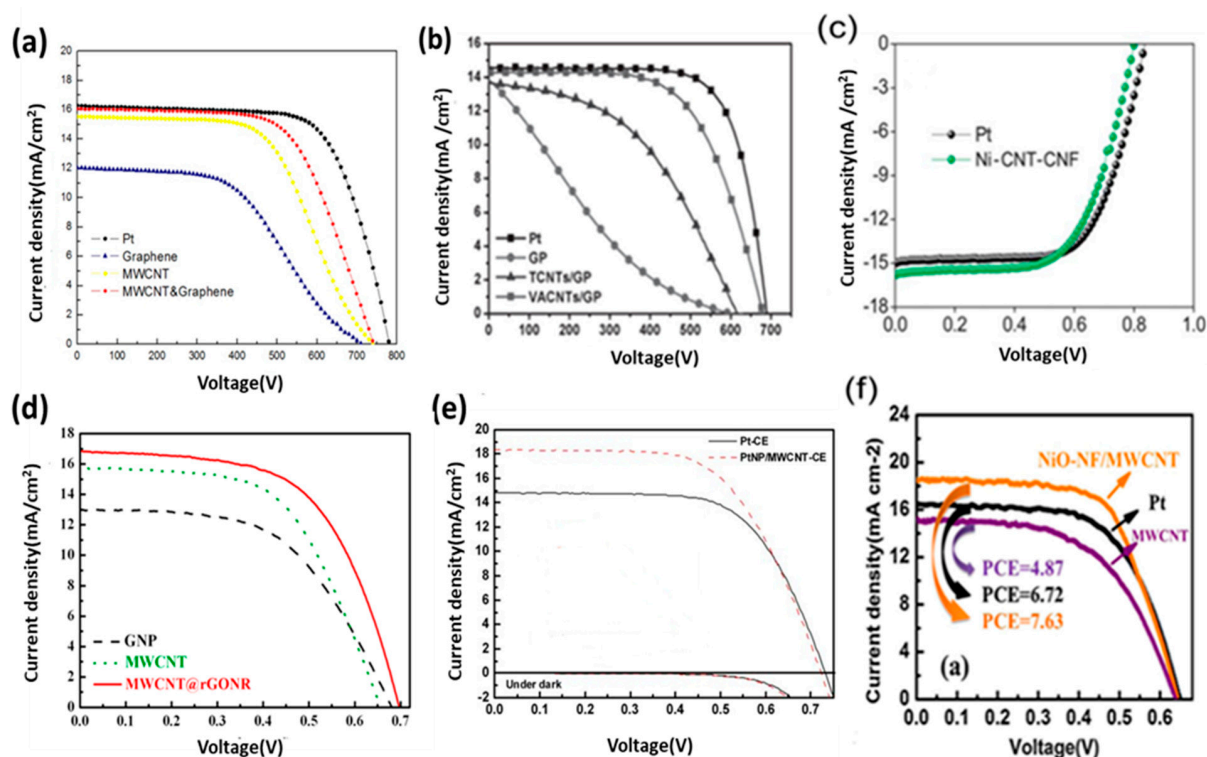 (a)
Current density(mA/cm²)
20
18
16
14
12
10
8
6
4
2
0
Pt
Graphene
MWCNT
MWCNT&Graphene
0 100 200 300 400 500 600 700 800
Voltage(V)
(b)
Current density(mA /cm²)
16
14
12
10
8
6
4
2
0
Pt
GP
TCNTs/GP
VACNTs/GP
0 100 200 300 400 500 600 700
Voltage(V)
(c)
Current density(mA /cm²)
0
-3
-6
-9
-12
-15
-18
Pt
Ni-CNT-CNF
0.0 0.2 0.4 0.6 0.8 1.0
Voltage(V)
(d)
Current density(mA/cm²)
18
17
16
14
12
10
8
6
4
2
0
GNP
MWCNT
MWCNT@rGONR
0.0 0.1 0.2 0.3 0.4 0.5 0.6 0.7
Voltage(V)
(e)
Current density(mA/cm²)
20
18
16
14
12
10
8
6
4
2
0
-2
Pt-CE
PtNP/MWCNT-CE
Under dark
0.0 0.1 0.2 0.3 0.4 0.5 0.6 0.7
Voltage(V)
(f)
Current density(mA cm-2)
24
20
16
12
8
4
0
NiO-NF/MWCNT
Pt
MWCNT
PCE=4.87
PCE=6.72
PCE=7.63
(a)
0.0 0.1 0.2 0.3 0.4 0.5 0.6
Voltage(V)